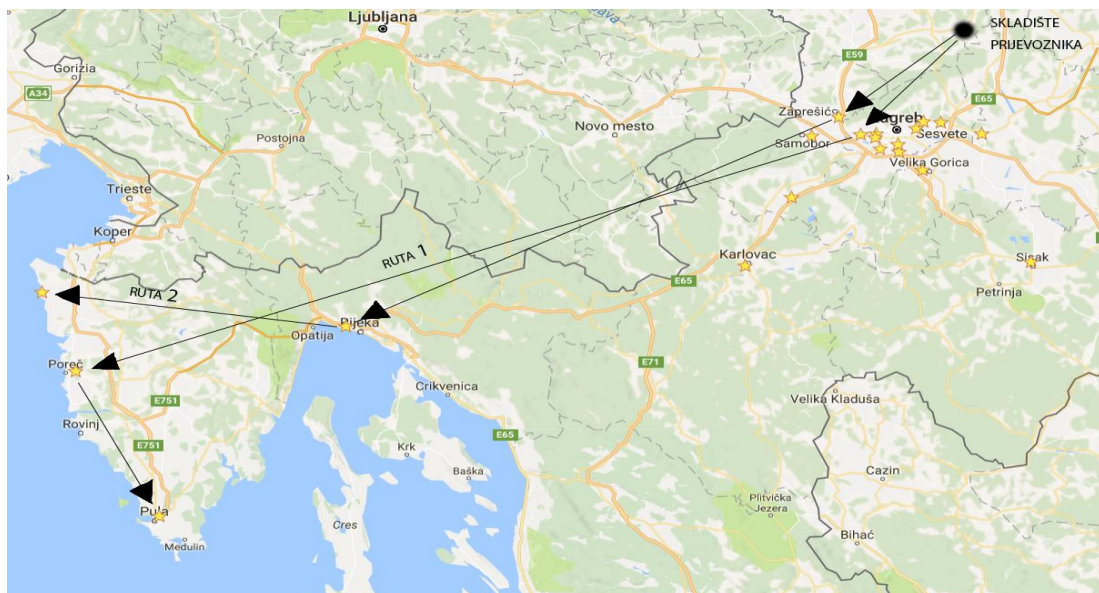 Ljubljana
SKLADIŠTE
PRIJEVOZNIKA
E59
Gorizia
A34
E65
Zaprešić
Zagreb
Postojna
Novo mesto
Samobor
Sesvete
Velika Gorica
Trieste
Koper
RUTA 1
Karlovac
Sisak
E65
Petrinja
RUTA 2
Opatija
Rijeka
Poreč
E71
Crikvenica
Velika Kladuša
E751
Rovinj
E751
E65
Krk
Baška
Cazin
Plitvička
Jezera
Pula
Cres
Bihać
Medulin